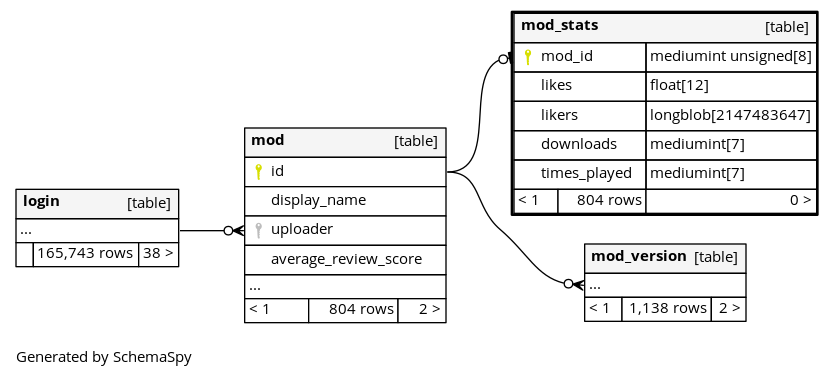 mod_stats [table]
mod_id mediumint unsigned[8]
likes float[12]
likers longblob[2147483647]
downloads mediumint[7]
times_played mediumint[7]
< 1 804 rows 0 >
mod [table]
id
display_name
uploader
average_review_score
...
< 1 804 rows 2 >
login [table]
...
165,743 rows 38 >
mod_version [table]
...
< 1 1,138 rows 2 >
Generated by SchemaSpy